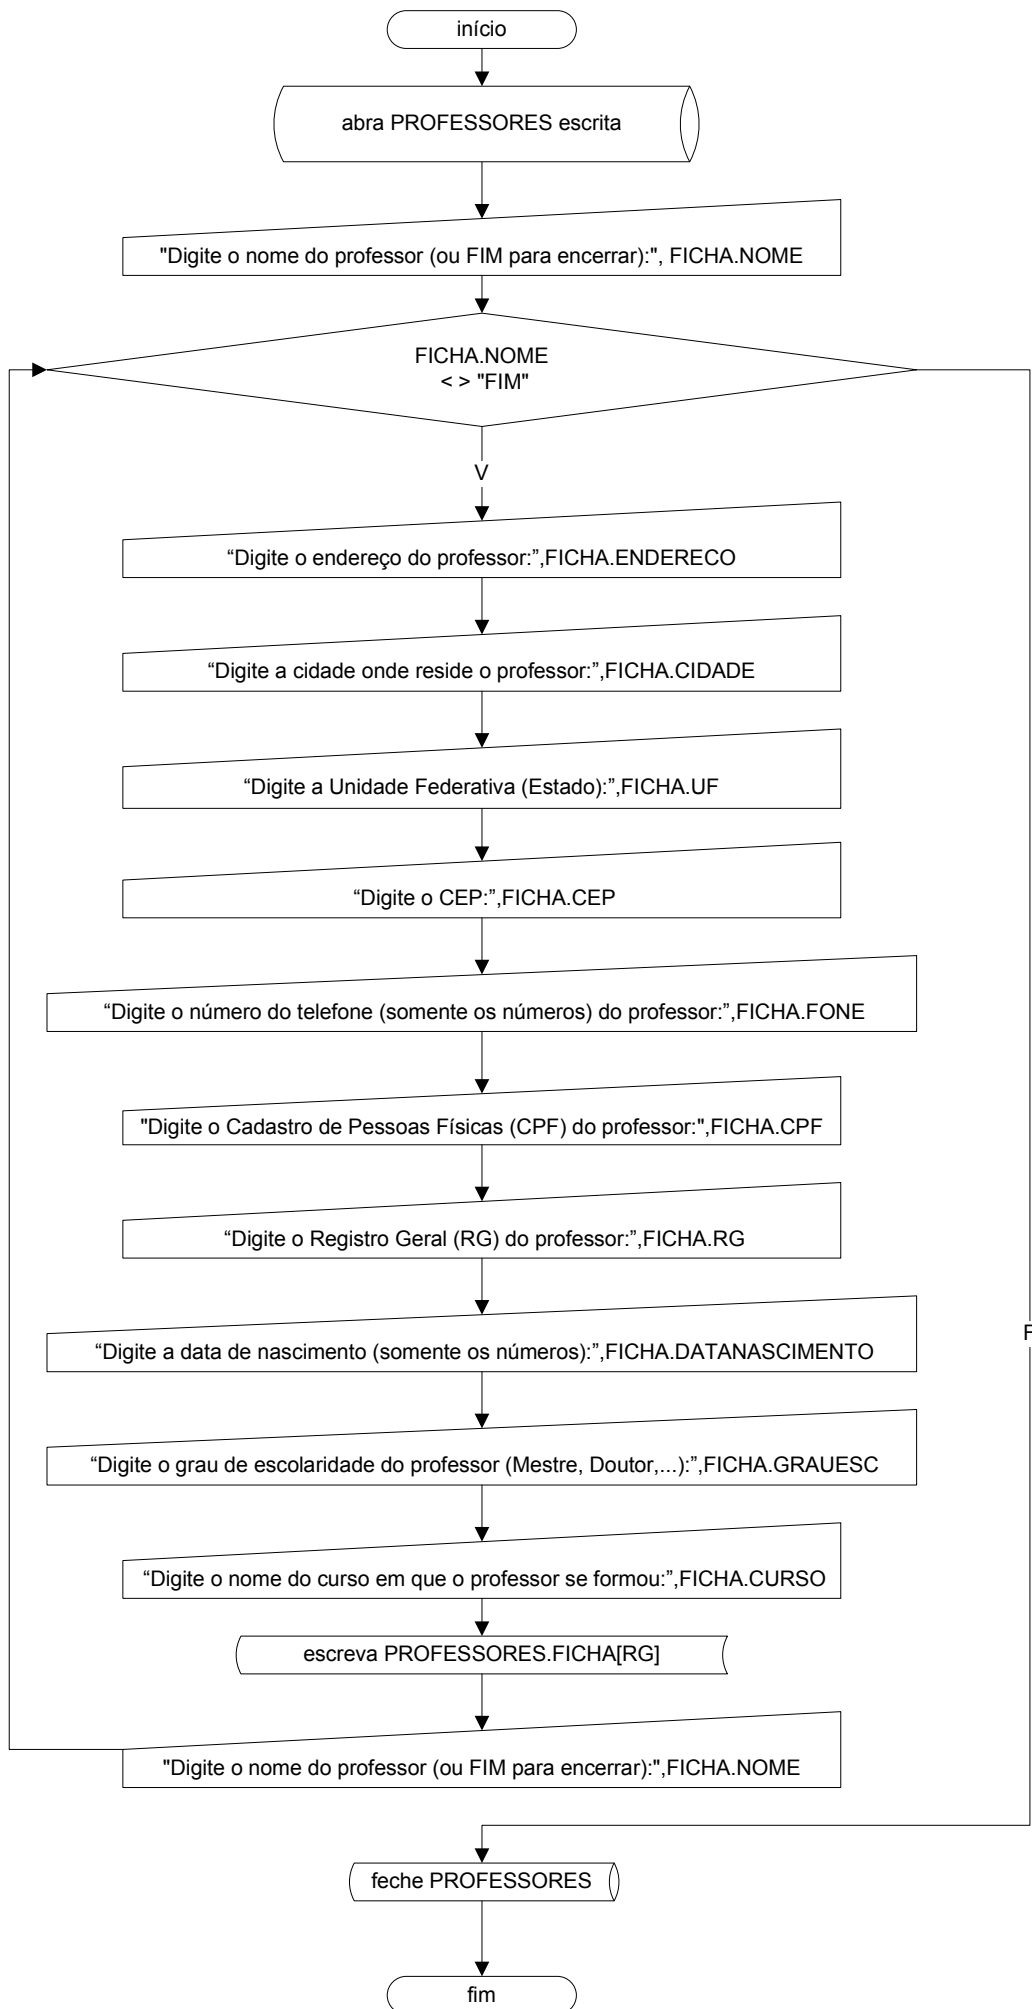 início
abra PROFESSORES escrita
"Digite o nome do professor (ou FIM para encerrar):", FICHA.NOME
FICHA.NOME
< > "FIM"
V
“Digite o endereço do professor:”,FICHA.ENDERECO
“Digite a cidade onde reside o professor:”,FICHA.CIDADE
“Digite a Unidade Federativa (Estado):”,FICHA.UF
“Digite o CEP:”,FICHA.CEP
“Digite o número do telefone (somente os números) do professor:”,FICHA.FONE
"Digite o Cadastro de Pessoas Físicas (CPF) do professor:",FICHA.CPF
“Digite o Registro Geral (RG) do professor:”,FICHA.RG
F
“Digite a data de nascimento (somente os números):”,FICHA.DATANASCIMENTO
“Digite o grau de escolaridade do professor (Mestre, Doutor,...):”,FICHA.GRAUESC
“Digite o nome do curso em que o professor se formou:”,FICHA.CURSO
escreva PROFESSORES.FICHA[RG]
"Digite o nome do professor (ou FIM para encerrar):",FICHA.NOME
feche PROFESSORES
fim